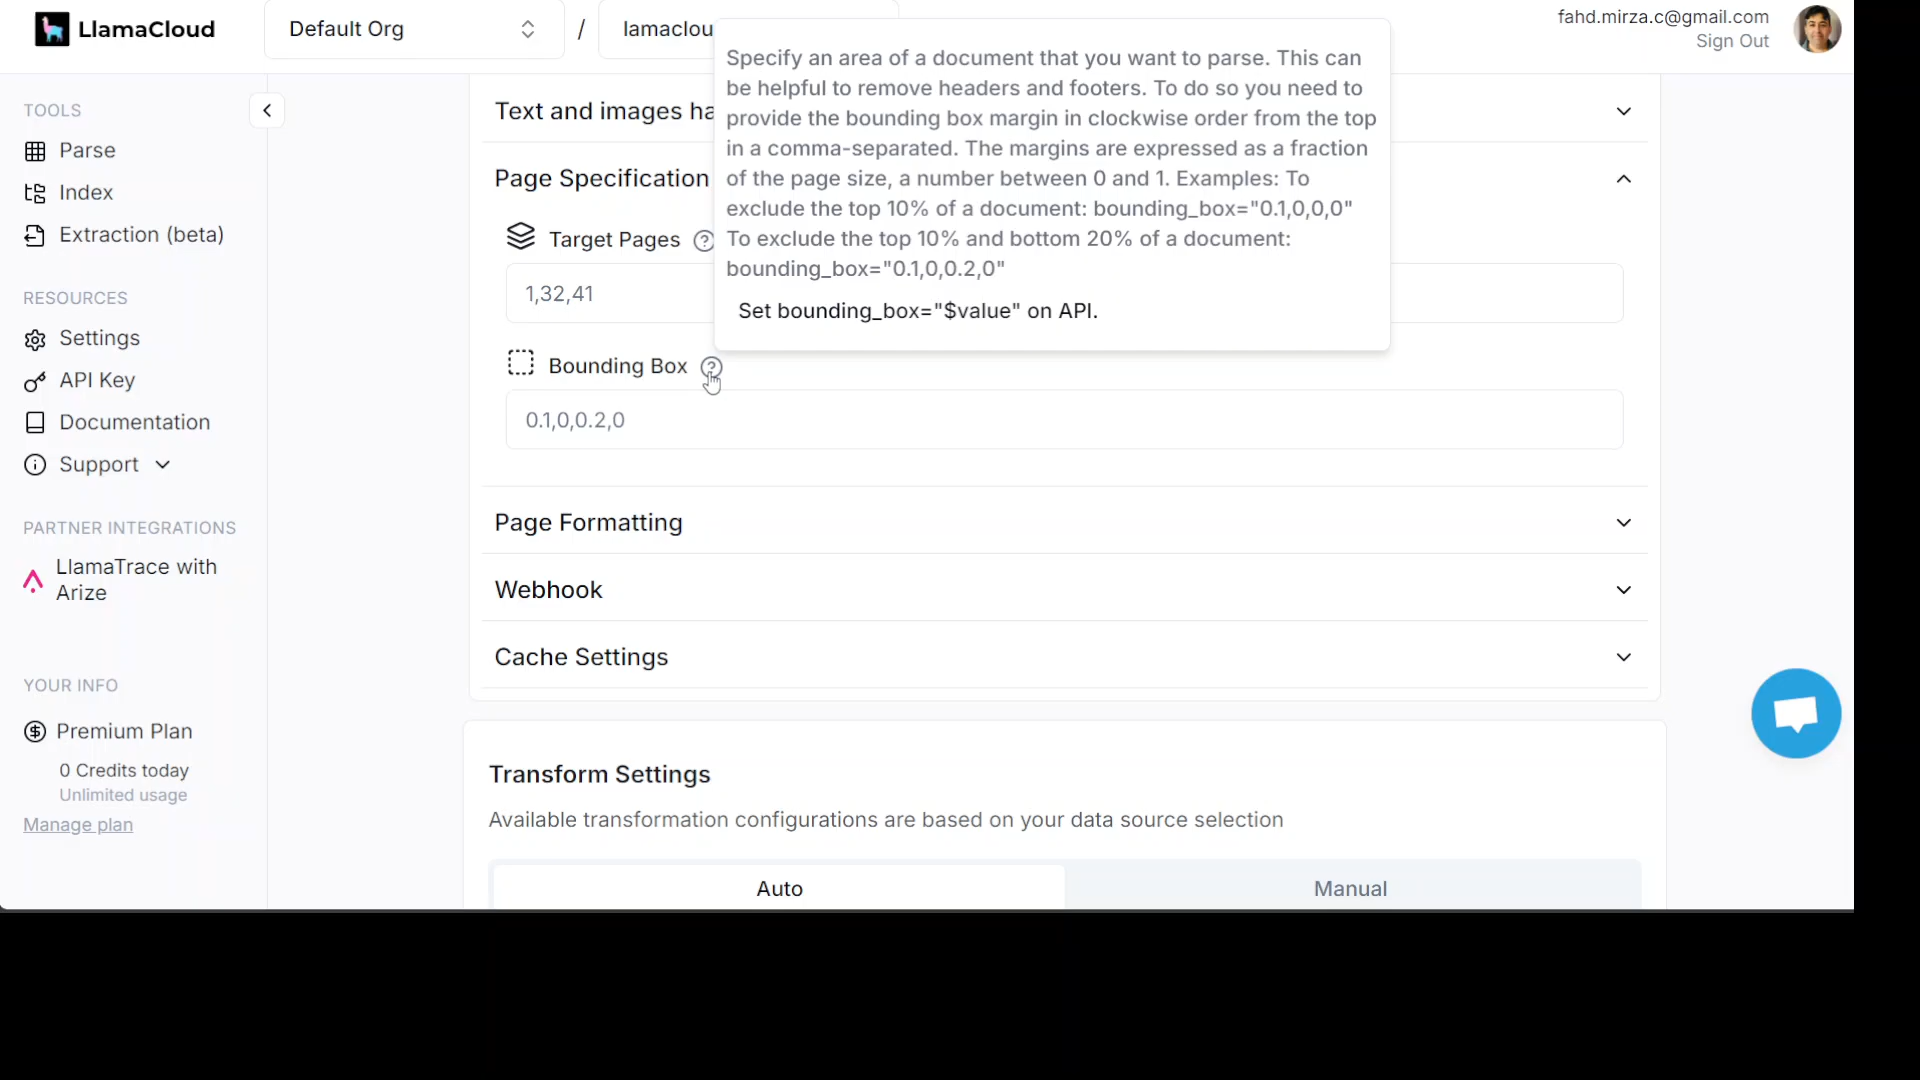 LlamaCloud
Default Org
/
lamaclou
fahd.mirza.c@gmail.com
Sign Out
TOOLS
Parse
Index
Extraction (beta)
RESOURCES
Settings
API Key
Documentation
Support
PARTNER INTEGRATIONS
LlamaTrace with
Arize
YOUR INFO
Premium Plan
0 Credits today
Unlimited usage
Manage plan
Specify an area of a document that you want to parse. This can
be helpful to remove headers and footers. To do so you need to
provide the bounding box margin in clockwise order from the top
in a comma-separated. The margins are expressed as a fraction
of the page size, a number between 0 and 1. Examples: To
exclude the top 10% of a document: bounding_box="0.1,0,0,0"
To exclude the top 10% and bottom 20% of a document:
bounding_box="0.1,0,0.2,0"
Set bounding_box="$value" on API.
Text and images ha
Page Specification
Target Pages
1,32,41
Bounding Box
0.1,0,0.2,0
Page Formatting
Webhook
Cache Settings
Transform Settings
Available transformation configurations are based on your data source selection
Auto
Manual